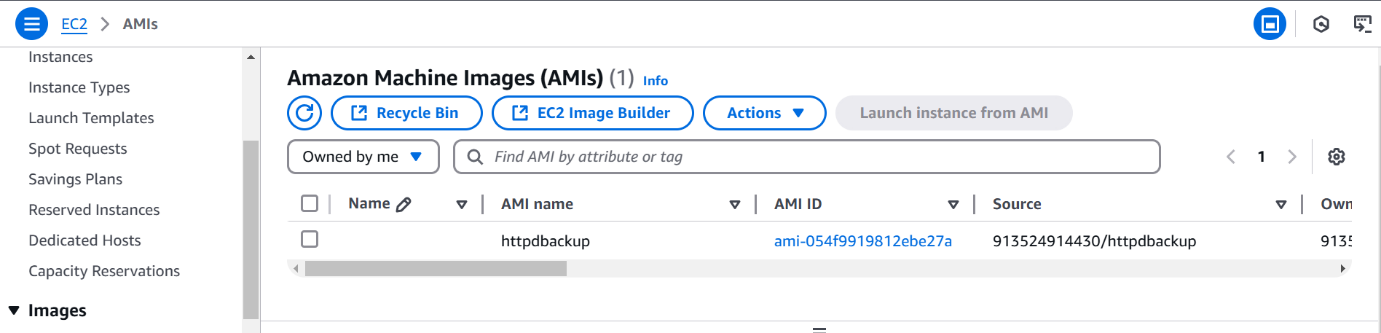 EC2 > AMIs
Instances
Instance Types
Launch Templates
Spot Requests
Savings Plans
Reserved Instances
Dedicated Hosts
Capacity Reservations
Images
Amazon Machine Images (AMIs) (1) Info
Recycle Bin EC2 Image Builder Actions Launch instance from AMI
Owned by me Find AMI by attribute or tag 1
Name AMI name AMI ID Source Own
httpdbackup ami-054f9919812ebe27a 913524914430/httpdbackup 9135